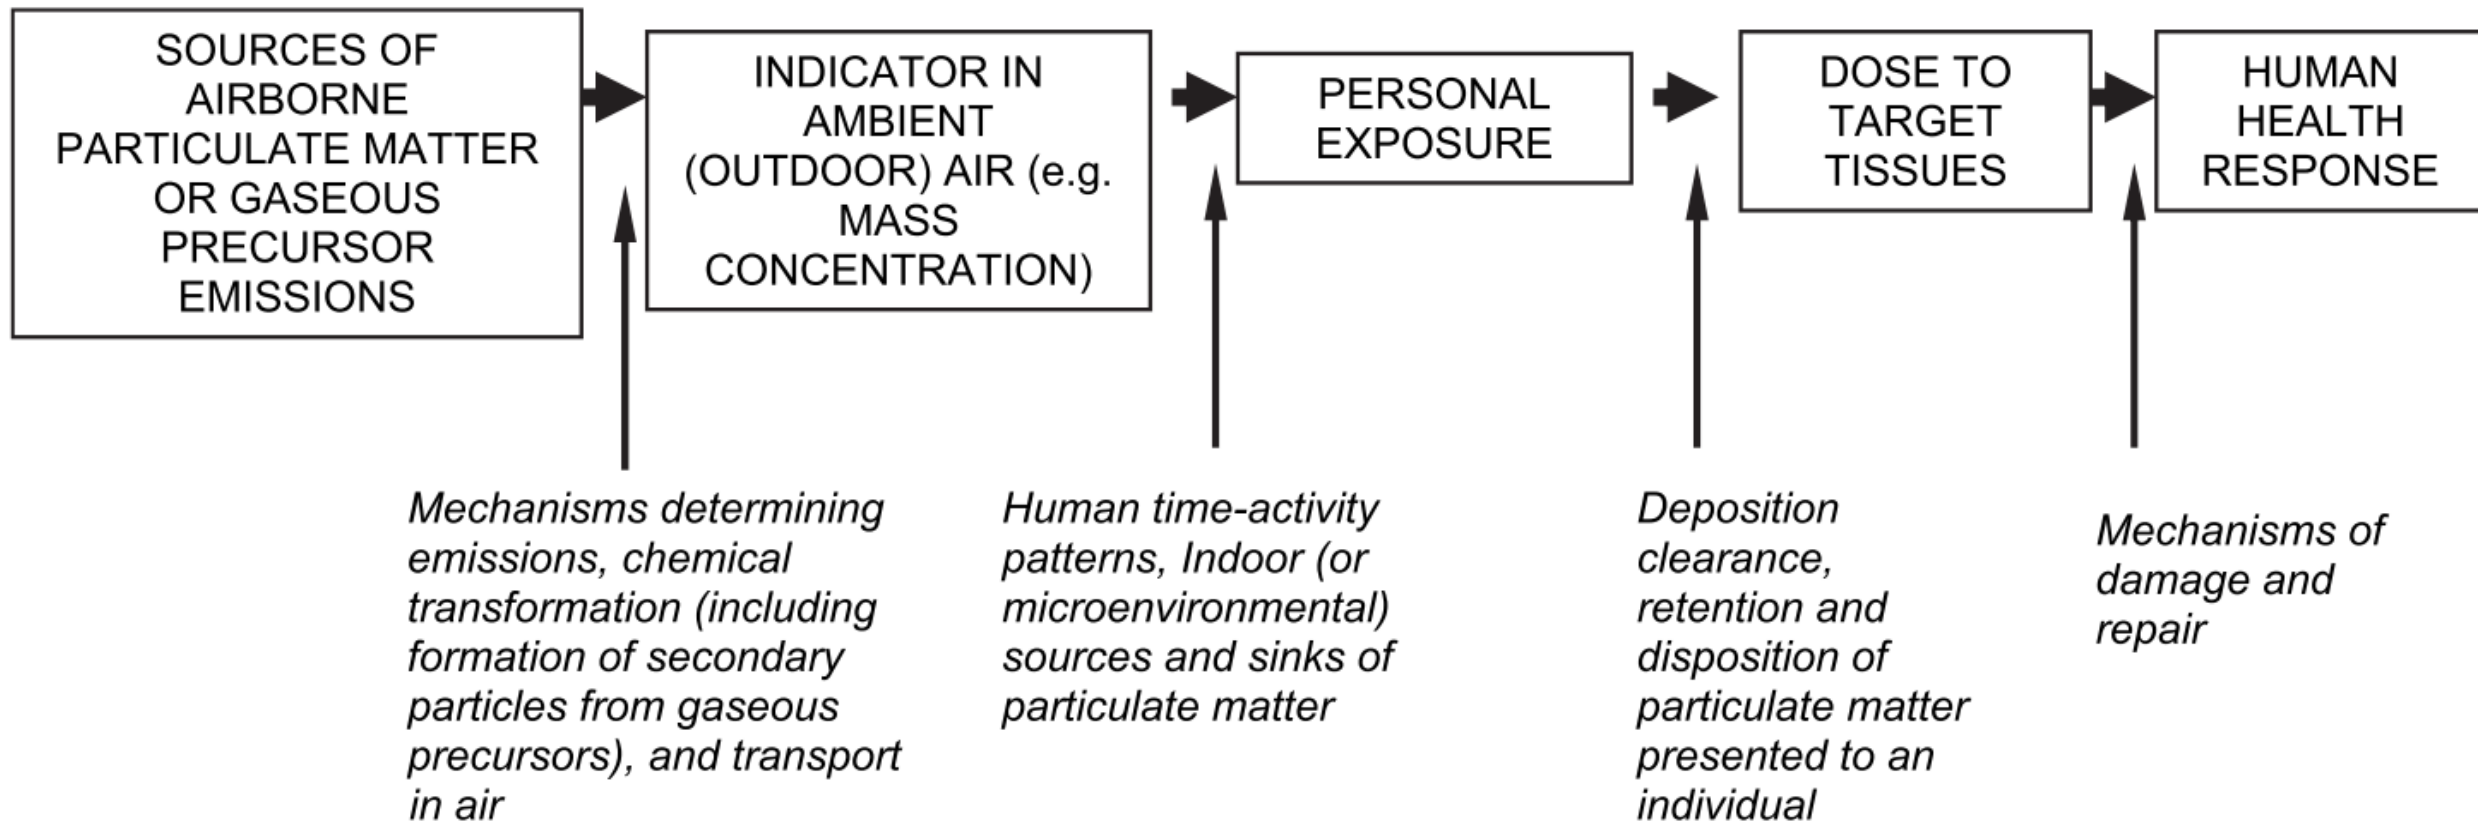 SOURCES OF
AIRBORNE
PARTICULATE MATTER
OR GASEOUS
PRECURSOR
EMISSIONS
INDICATOR IN
AMBIENT
(OUTDOOR) AIR (e.g.
MASS
CONCENTRATION)
PERSONAL
EXPOSURE
DOSE TO
TARGET
TISSUES
HUMAN
HEALTH
RESPONSE
Mechanisms determining
emissions, chemical
transformation (including
formation of secondary
particles from gaseous
precursors), and transport
in air
Human time-activity
patterns, Indoor (or
microenvironmental)
sources and sinks of
particulate matter
Deposition
clearance,
retention and
disposition of
particulate matter
presented to an
individual
Mechanisms of
damage and
repair